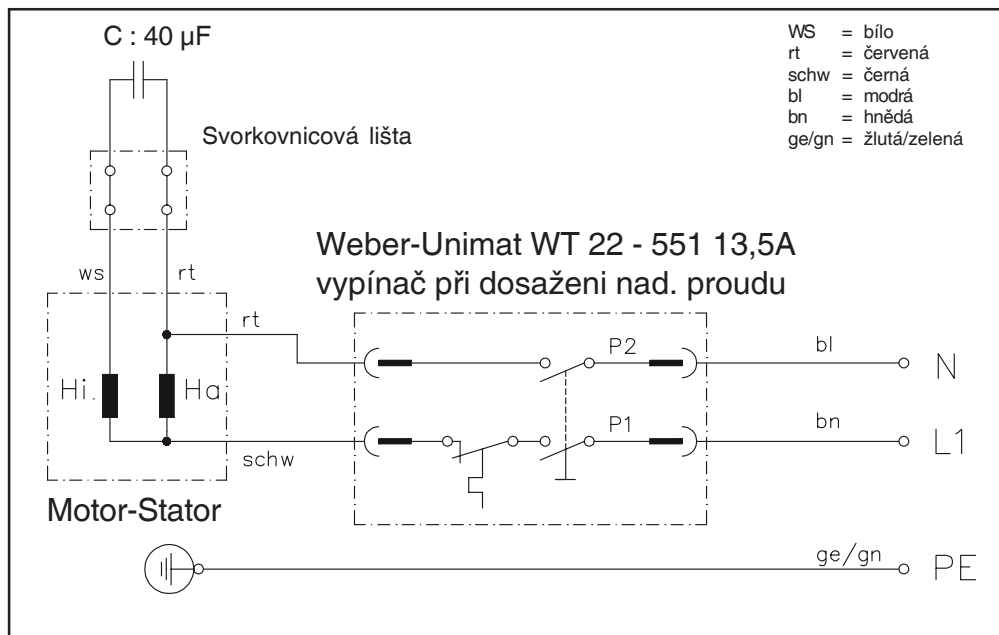 C : 40 µF
WS = bílo
rt = červená
schw = černá
bl = modrá
bn = hnědá
ge/gn = žlutá/zelená
Svorkovnicová lišta
Weber-Unimat WT 22 - 551 13,5A
vypínač při dosaženi nad. proudu
ws rt
rt
P2 bl N
Hi. Ha
P1 bn L1
schw
Motor-Stator
ge/gn PE